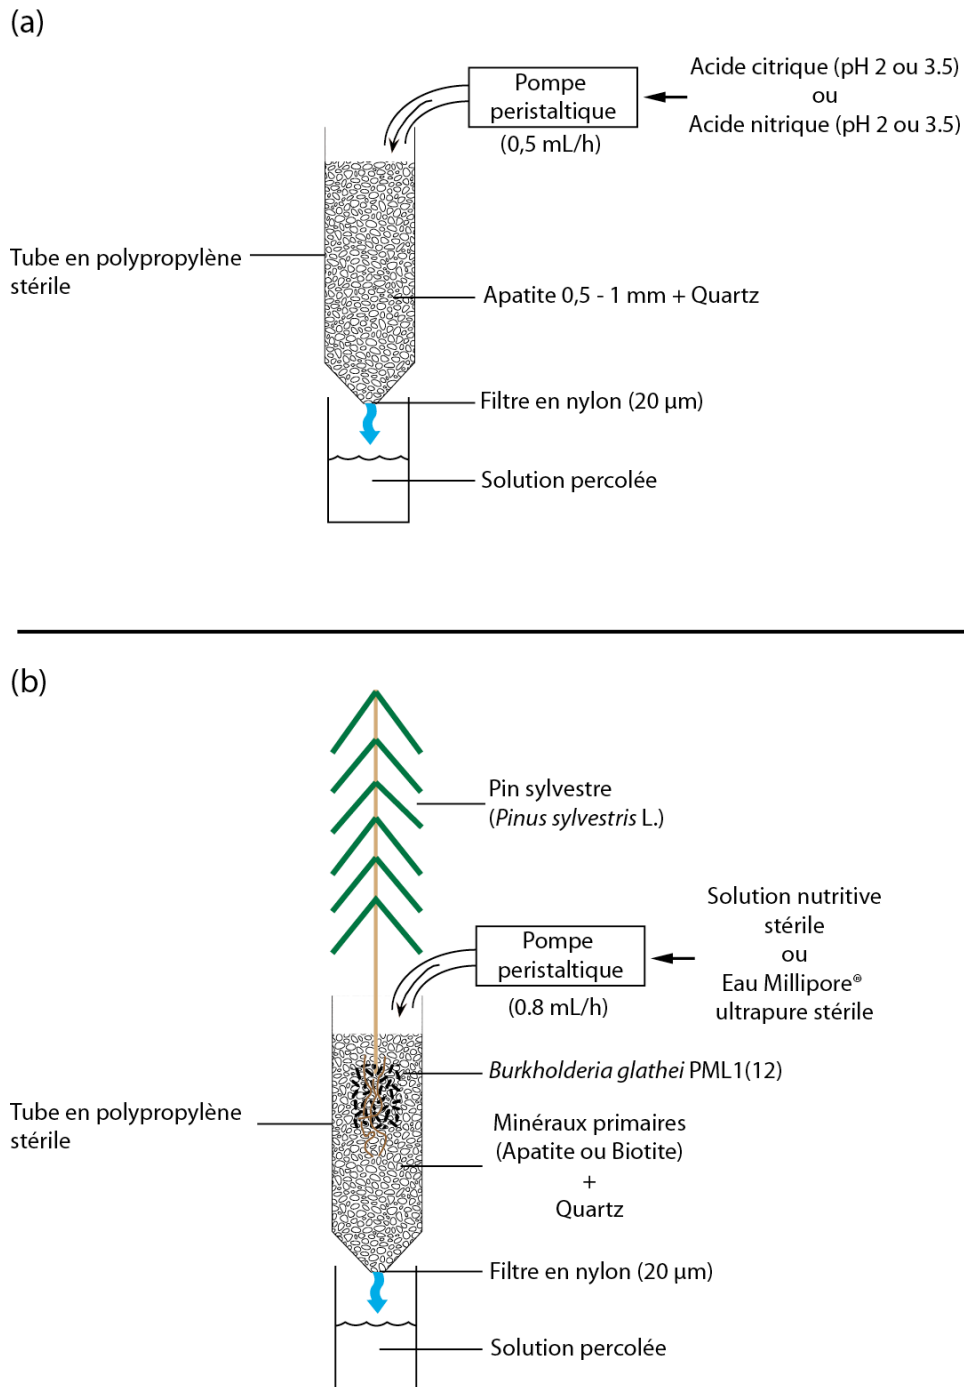 (a)
Pompe
peristaltique
(0,5 mL/h)
Acide citrique (pH 2 ou 3.5)
ou
Acide nitrique (pH 2 ou 3.5)
Tube en polypropylène
stérile
Apatite 0,5 - 1 mm + Quartz
Filtre en nylon (20 µm)
Solution percolée
(b)
Pin sylvestre
(Pinus sylvestris L.)
Pompe
peristaltique
(0.8 mL/h)
Solution nutritive
stérile
ou
Eau Millipore®
ultrapure stérile
Burkholderia glathei PML1(12)
Tube en polypropylène
stérile
Minéraux primaires
(Apatite ou Biotite)
+
Quartz
Filtre en nylon (20 µm)
Solution percolée